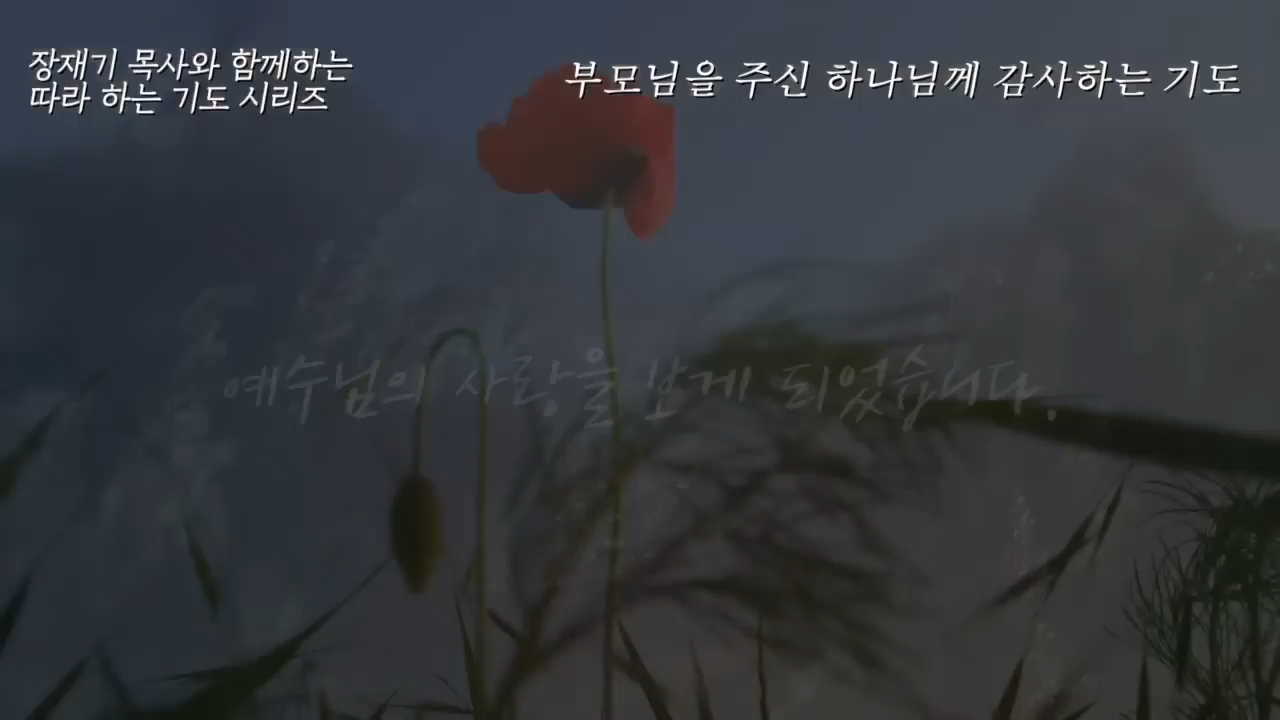 장재기 목사와 함께하는
따라 하는 기도 시리즈
부모님을 주신 하나님께 감사하는 기도
예수님의 사랑을 보게 되었습니다.